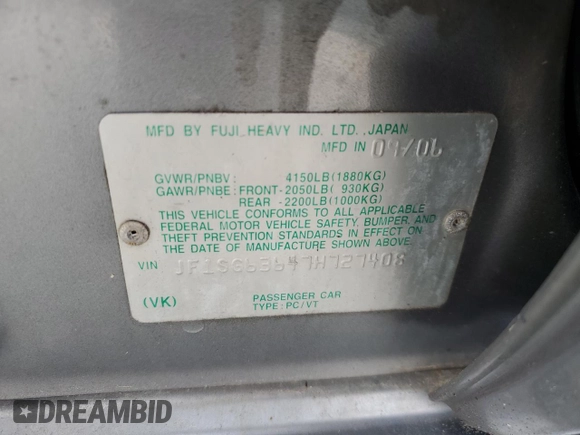 MFD BY FUJI HEAVY IND. LTD., JAPAN
MFD IN 09/06
GVWR/PNBV: 4150LB(1880KG)
GAWR/PNBE: FRONT-2050LB( 930KG)
REAR -2200LB(1000KG)
THIS VEHICLE CONFORMS TO ALL APPLICABLE
FEDERAL MOTOR VEHICLE SAFETY, BUMPER, AND
THEFT PREVENTION STANDARDS IN EFFECT ON
THE DATE OF MANUFACTURE SHOWN ABOVE.
VIN JF1SG63647H727408
(VK) PASSENGER CAR
TYPE: PC/VT
DREAMBID